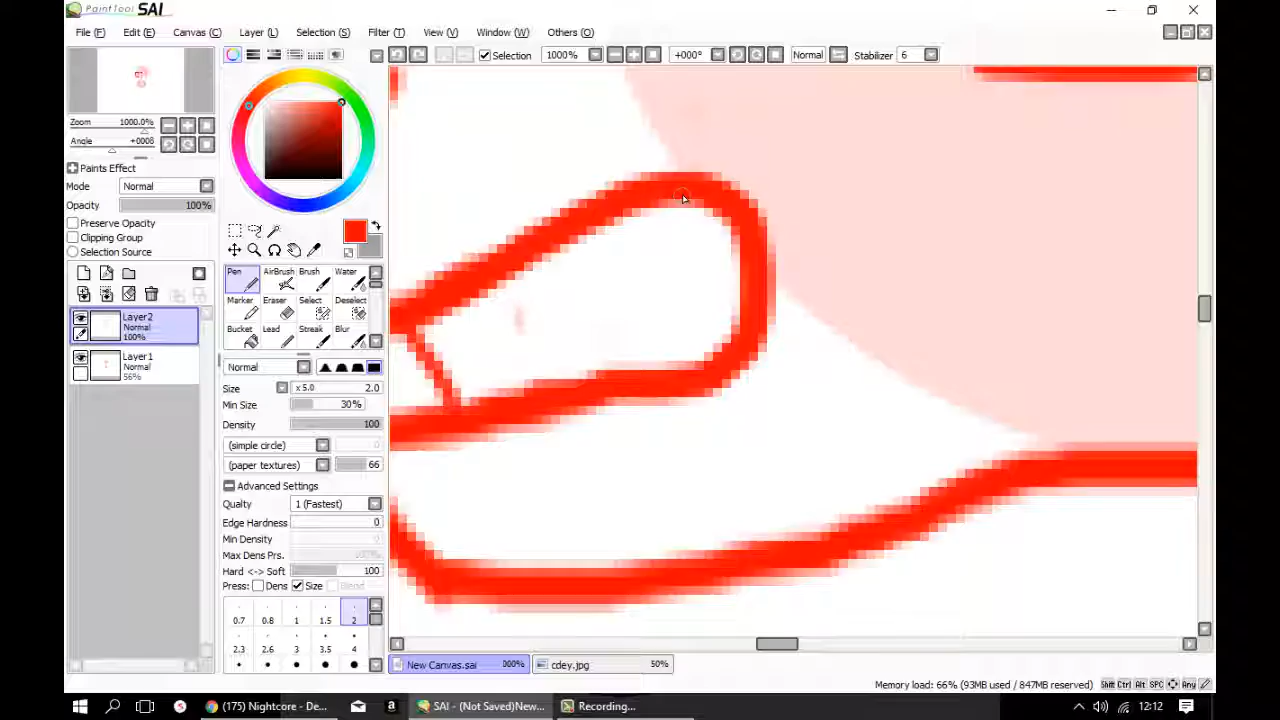 PaintTool SAI
File (F) Edit (E) Canvas (C) Layer (L) Selection (S) Filter (T) View (V) Window (W) Others (O)
Selection 1000% +000° Normal Stabilizer 6
Zoom 1000.0%
Angle +0008
Paints Effect
Mode Normal
Opacity 100%
Preserve Opacity
Clipping Group
Selection Source
Layer2
Normal
100%
Layer1
Normal
56%
Pen AirBrush Brush Water
Marker Eraser Select Deselect
Bucket Lead Streak Blur
Normal
Size x 5.0 2.0
Min Size 30%
Density 100
(simple circle)
(paper textures) 66
Advanced Settings
Quality 1 (Fastest)
Edge Hardness 0
Min Density
Max Dens Prs. 100%
Hard <-> Soft 100
Press: Dens Size Blend
0.7 0.8 1 1.5 2
2.3 2.6 3 3.5 4
New Canvas.sai 000% cdey.jpg 50%
Memory load: 66% (93MB used / 847MB reserved) Shift Ctrl Alt SPC Any
(175) Nightcore - De... SAI - (Not Saved)New... Recording... 12:12